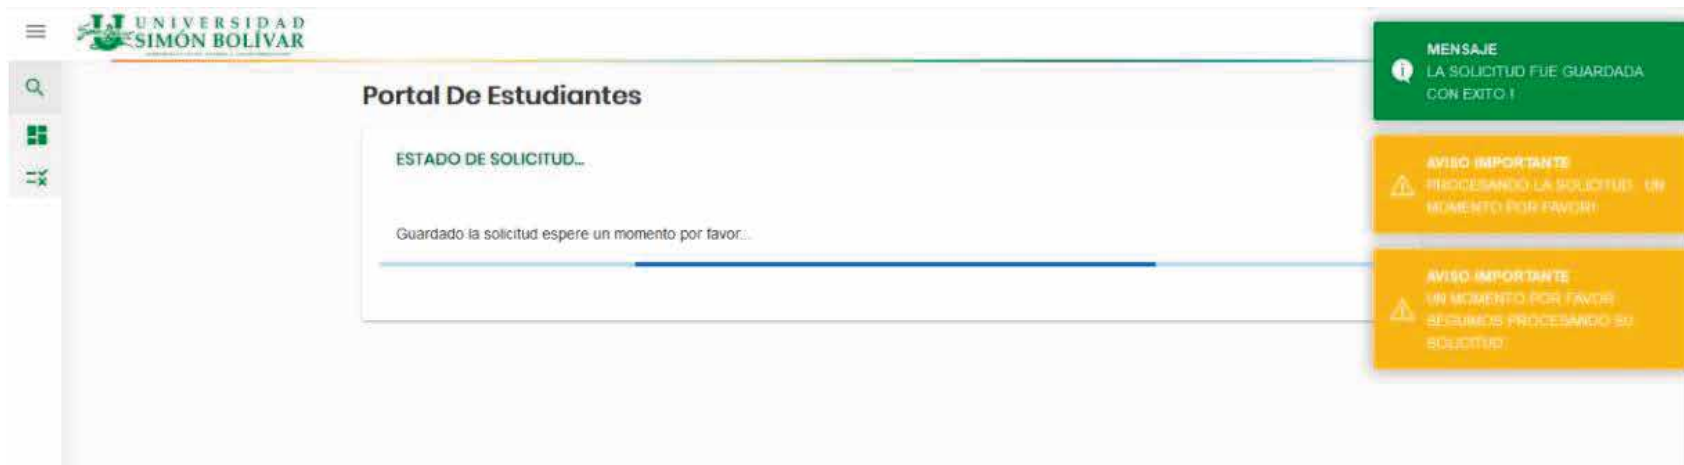 UNIVERSIDAD
SIMÓN BOLÍVAR
Portal De Estudiantes
ESTADO DE SOLICITUD...
Guardado la solicitud espere un momento por favor...
MENSAJE
LA SOLICITUD FUE GUARDADA
CON EXITO !
AVISO IMPORTANTE
PROCESANDO LA SOLICITUD UN
MOMENTO POR FAVOR!
AVISO IMPORTANTE
UN MOMENTO POR FAVOR
SEGUIMOS PROCESANDO SU
SOLICITUD